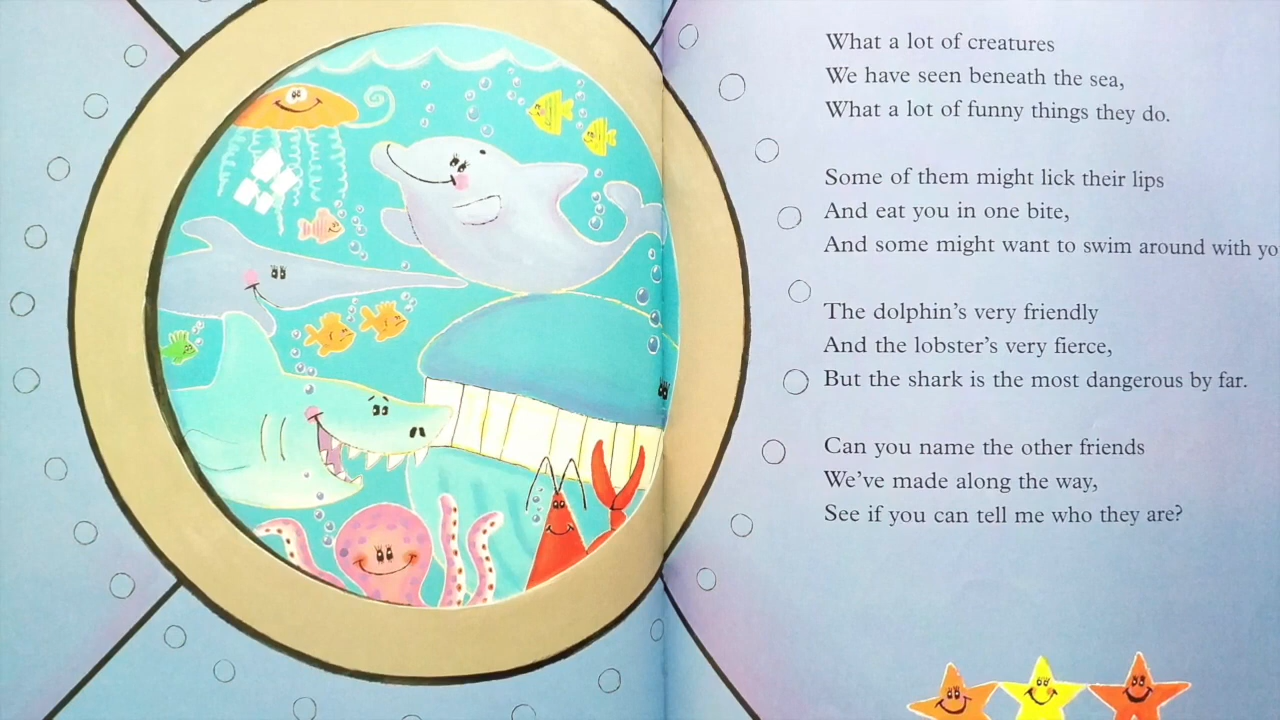 What a lot of creatures
We have seen beneath the sea,
What a lot of funny things they do.
Some of them might lick their lips
And eat you in one bite,
And some might want to swim around with yo
The dolphin's very friendly
And the lobster's very fierce,
But the shark is the most dangerous by far.
Can you name the other friends
We've made along the way,
See if you can tell me who they are?